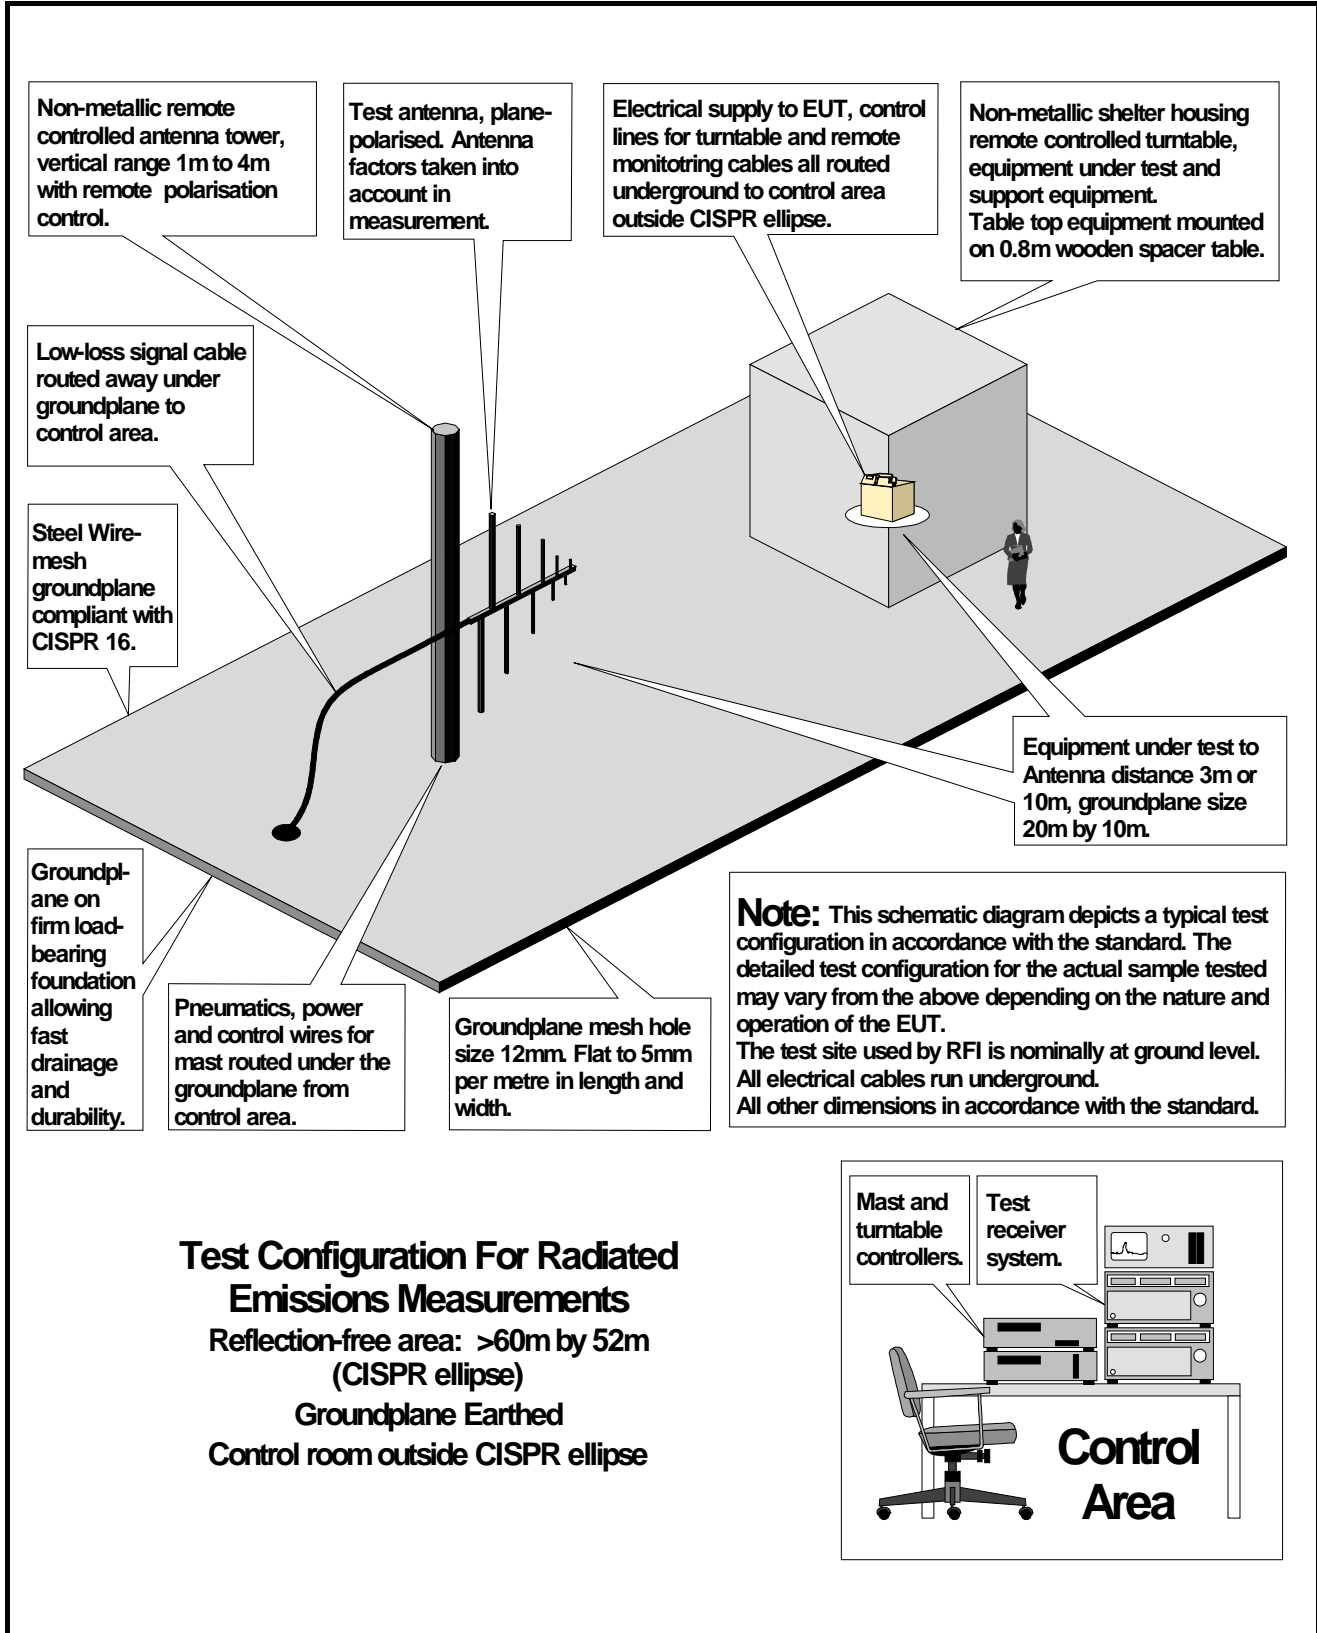 Non-metallic remote
controlled antenna tower,
vertical range 1m to 4m
with remote polarisation
control.
Test antenna, plane-
polarised. Antenna
factors taken into
account in
measurement.
Electrical supply to EUT, control
lines for turntable and remote
monitotring cables all routed
underground to control area
outside CISPR ellipse.
Non-metallic shelter housing
remote controlled turntable,
equipment under test and
support equipment.
Table top equipment mounted
on 0.8m wooden spacer table.
Low-loss signal cable
routed away under
groundplane to
control area.
Steel Wire-
mesh
groundplane
compliant with
CISPR 16.
Equipment under test to
Antenna distance 3m or
10m, groundplane size
20m by 10m.
Groundpl-
ane on
firm load-
bearing
foundation
allowing
fast
drainage
and
durability.
Pneumatics, power
and control wires for
mast routed under the
groundplane from
control area.
Groundplane mesh hole
size 12mm. Flat to 5mm
per metre in length and
width.
Note: This schematic diagram depicts a typical test
configuration in accordance with the standard. The
detailed test configuration for the actual sample tested
may vary from the above depending on the nature and
operation of the EUT.
The test site used by RFI is nominally at ground level.
All electrical cables run underground.
All other dimensions in accordance with the standard.
Test Configuration For Radiated
Emissions Measurements
Reflection-free area: >60m by 52m
(CISPR ellipse)
Groundplane Earthed
Control room outside CISPR ellipse
Mast and
turntable
controllers.
Test
receiver
system.
Control
Area